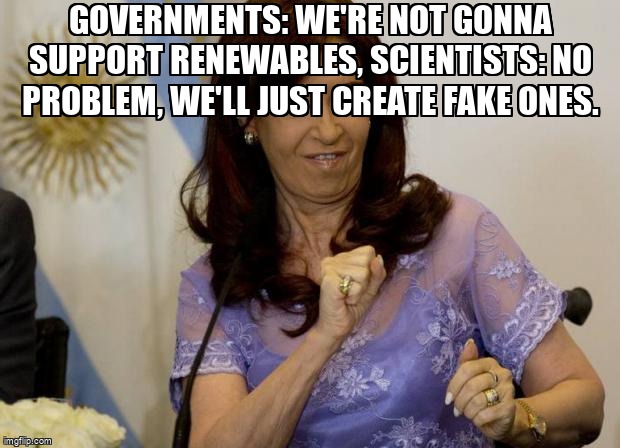 GOVERNMENTS: WE'RE NOT GONNA
SUPPORT RENEWABLES, SCIENTISTS: NO
PROBLEM, WE'LL JUST CREATE FAKE ONES.
imgflip.com